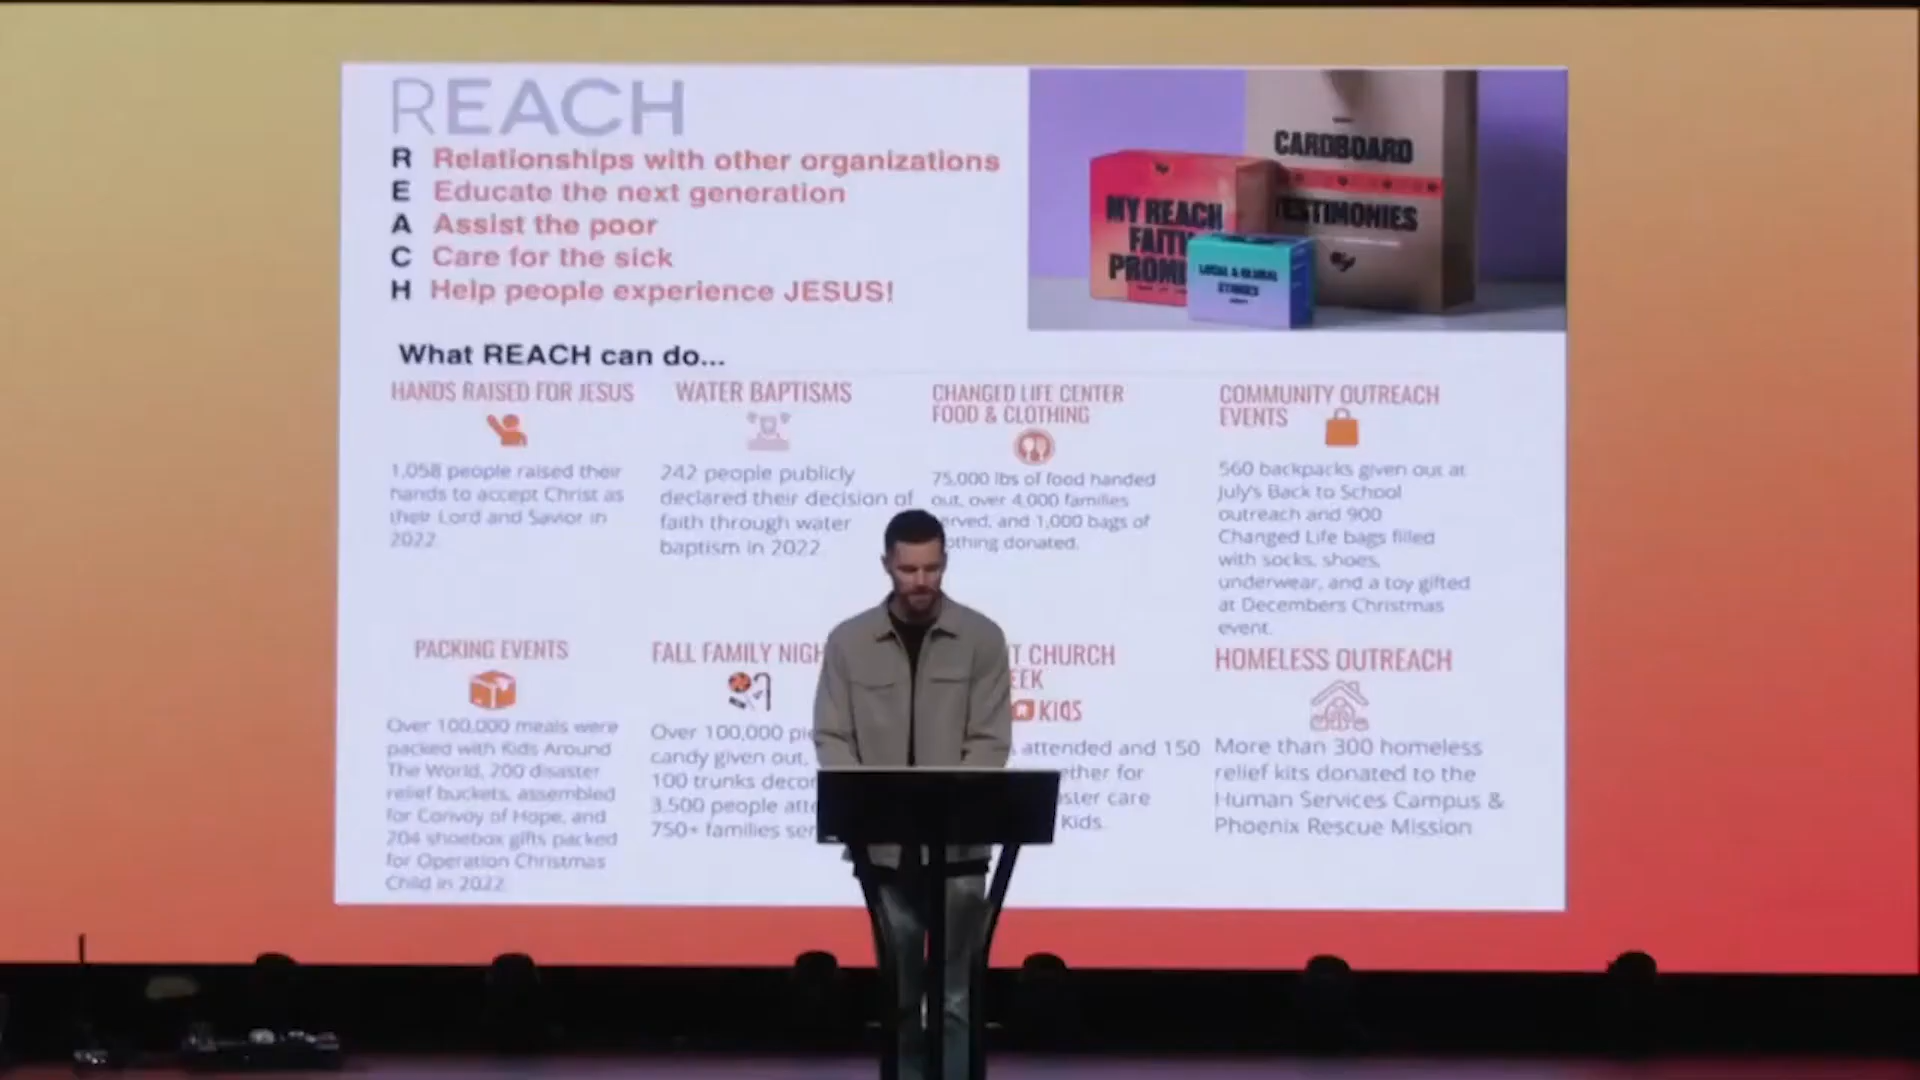 REACH
R Relationships with other organizations
E Educate the next generation
A Assist the poor
C Care for the sick
H Help people experience JESUS!
CARDBOARD
TESTIMONIES
MY REACH
FAITH
LOCAL & GLOBAL
STORIES
What REACH can do...
HANDS RAISED FOR JESUS
1,058 people raised their
hands to accept Christ as
their Lord and Savior in
2022.
WATER BAPTISMS
242 people publicly
declared their decision of
faith through water
baptism in 2022
CHANGED LIFE CENTER
FOOD & CLOTHING
75,000 lbs of food handed
out, over 4,000 families
and 1,000 bags of
donated.
COMMUNITY OUTREACH
EVENTS
560 backpacks given out at
July's Back to School
outreach and 900
Changed Life bags filled
with socks, shoes,
underwear, and a toy gifted
at Decembers Christmas
event.
PACKING EVENTS
Over 100,000 meals were
packed with Kids Around
The World, 200 disaster
relief buckets, assembled
for Convoy of Hope, and
204 shoebox gifts packed
for Operation Christmas
Child in 2022
FALL FAMILY
Over 100,000
candy given out,
100 trunks
3,500 people
750+ families
CHURCH
KIDS
attended and 150
for
care
Kids.
HOMELESS OUTREACH
More than 300 homeless
relief kits donated to the
Human Services Campus &
Phoenix Rescue Mission